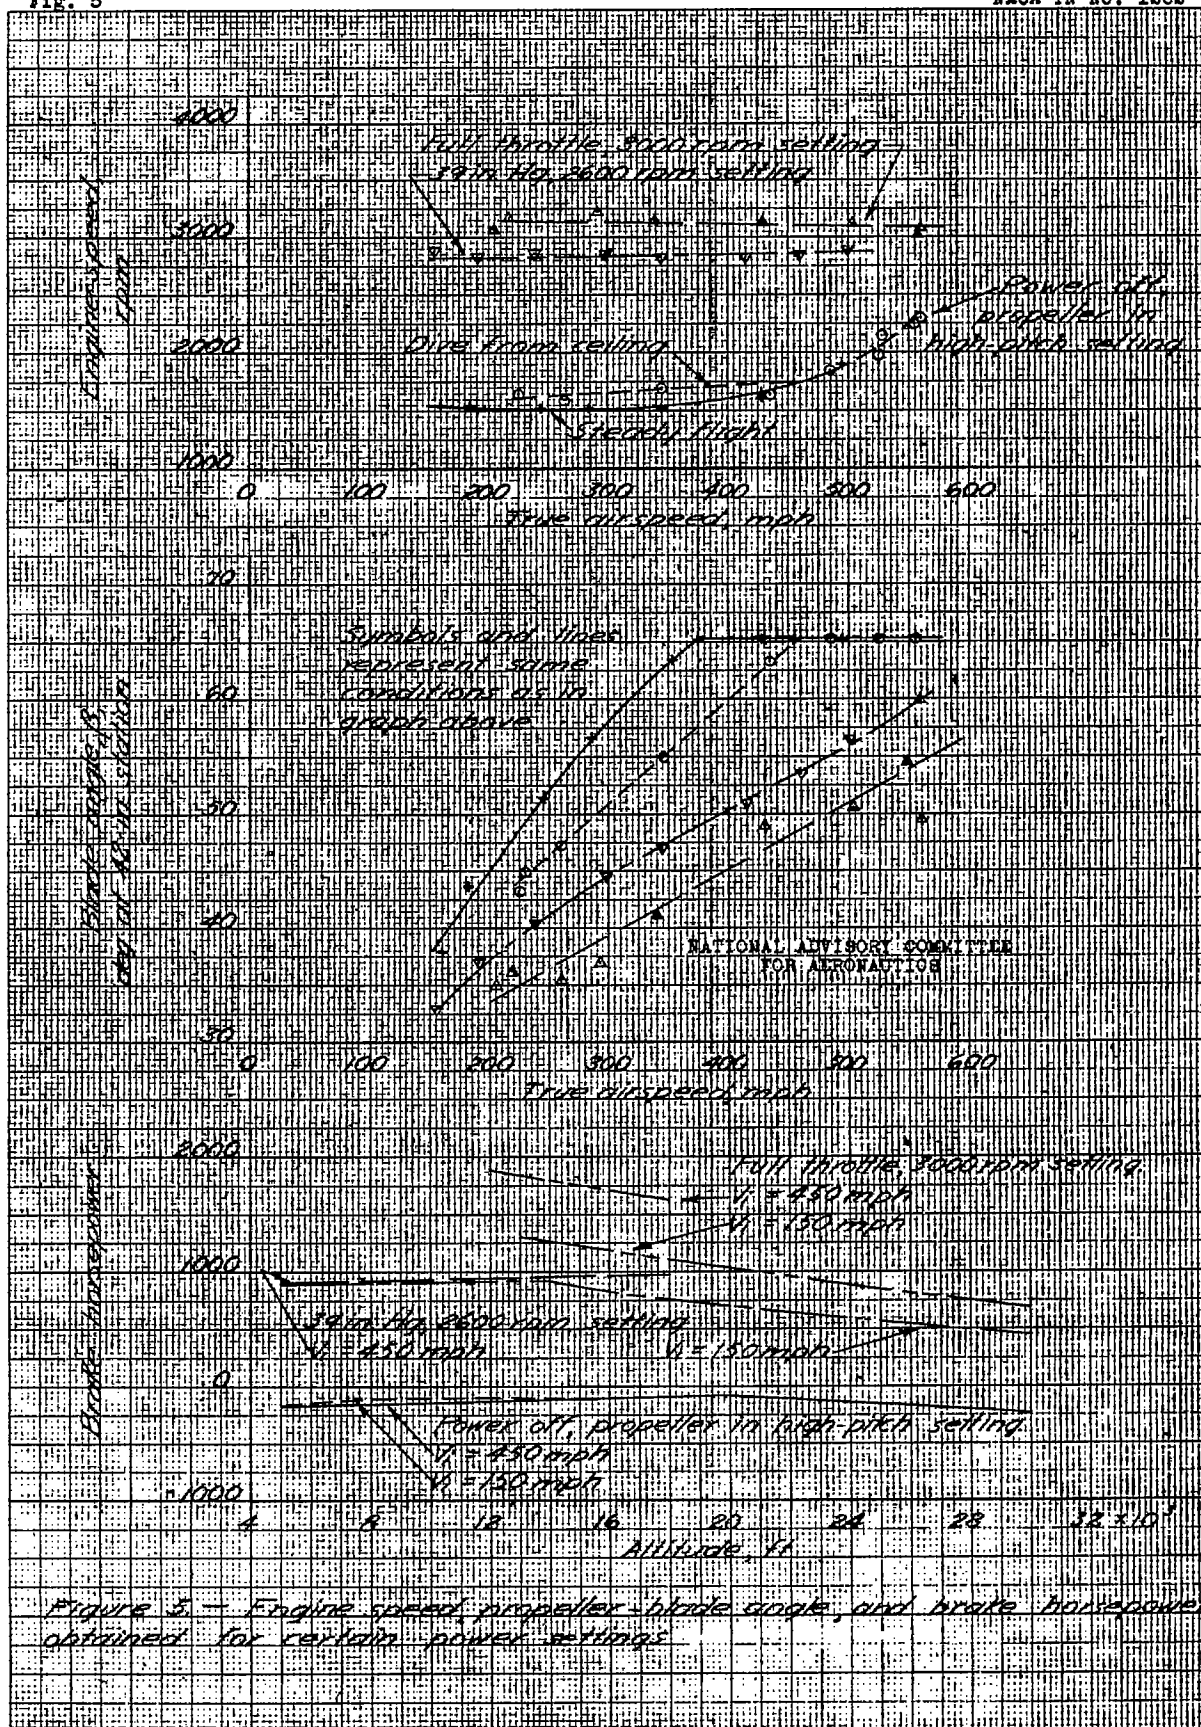 Fig. 5
NACA TN No.
4000
3000
2000
1000
Engine speed,
rpm
Full throttle, 3000 rpm setting
39 in Hg, 2600 rpm setting
Power off,
propeller in
high-pitch setting
Dive from ceiling
Steady flight
0 100 200 300 400 500 600
True airspeed, mph
70
60
50
40
30
Blade angle, β,
deg at 42-in station
Symbols and lines
represent same
conditions as in
graph above
NATIONAL ADVISORY COMMITTEE
FOR AERONAUTICS
0 100 200 300 400 500 600
True airspeed, mph
2000
1000
0
-1000
Brake horsepower
Full throttle, 3000 rpm setting
Vi = 450 mph
Vi = 150 mph
39 in Hg, 2600 rpm setting
Vi = 450 mph Vi = 150 mph
Power off, propeller in high-pitch setting
Vi = 450 mph
Vi = 150 mph
4 8 12 16 20 24 28 32 × 10³
Altitude, ft
Figure 5. - Engine speed, propeller-blade angle, and brake horsepowe
obtained for certain power settings